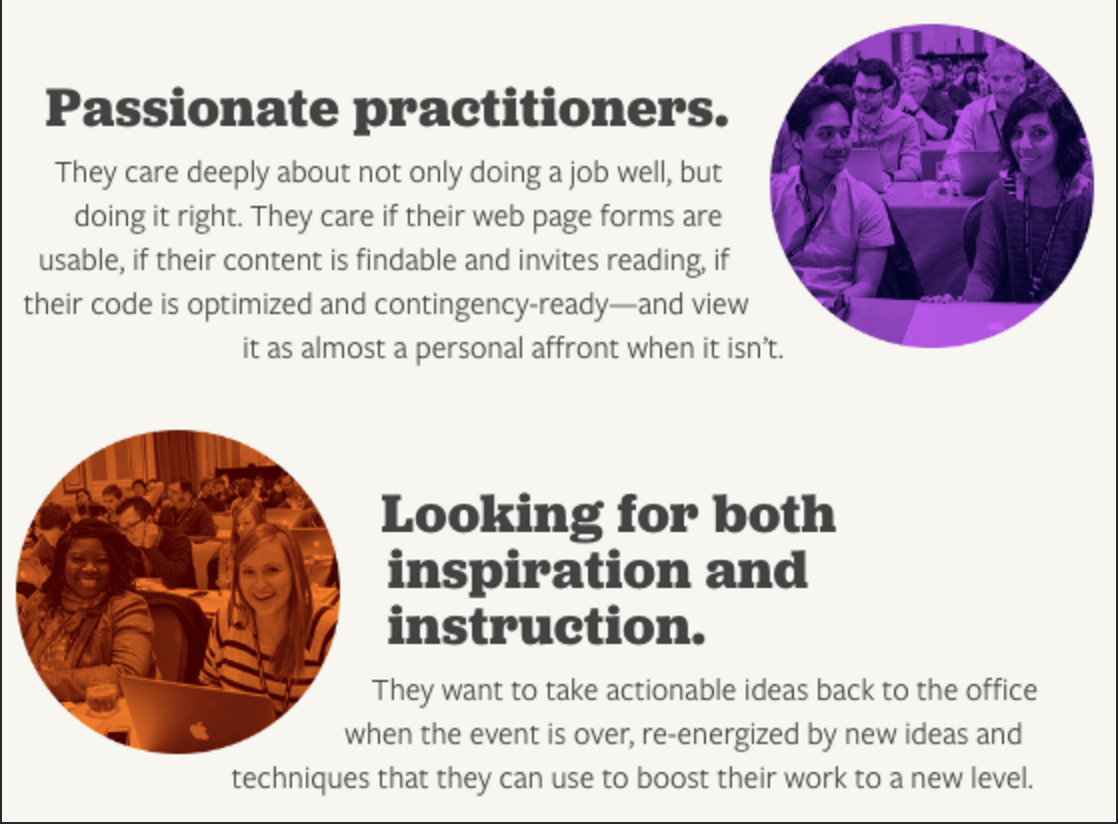 Passionate practitioners.
They care deeply about not only doing a job well, but
doing it right. They care if their web page forms are
usable, if their content is findable and invites reading, if
their code is optimized and contingency-ready—and view
it as almost a personal affront when it isn’t.
Looking for both
inspiration and
instruction.
They want to take actionable ideas back to the office
when the event is over, re-energized by new ideas and
techniques that they can use to boost their work to a new level.